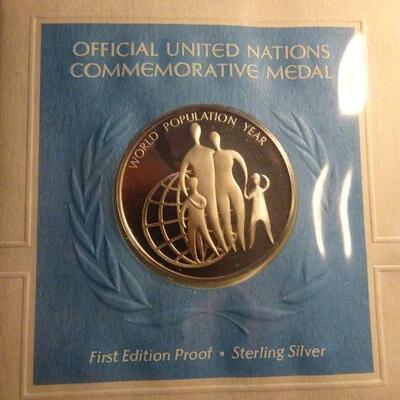 OFFICIAL UNITED NATIONS
COMMEMORATIVE MEDAL
WORLD POPULATION YEAR
First Edition Proof • Sterling Silver